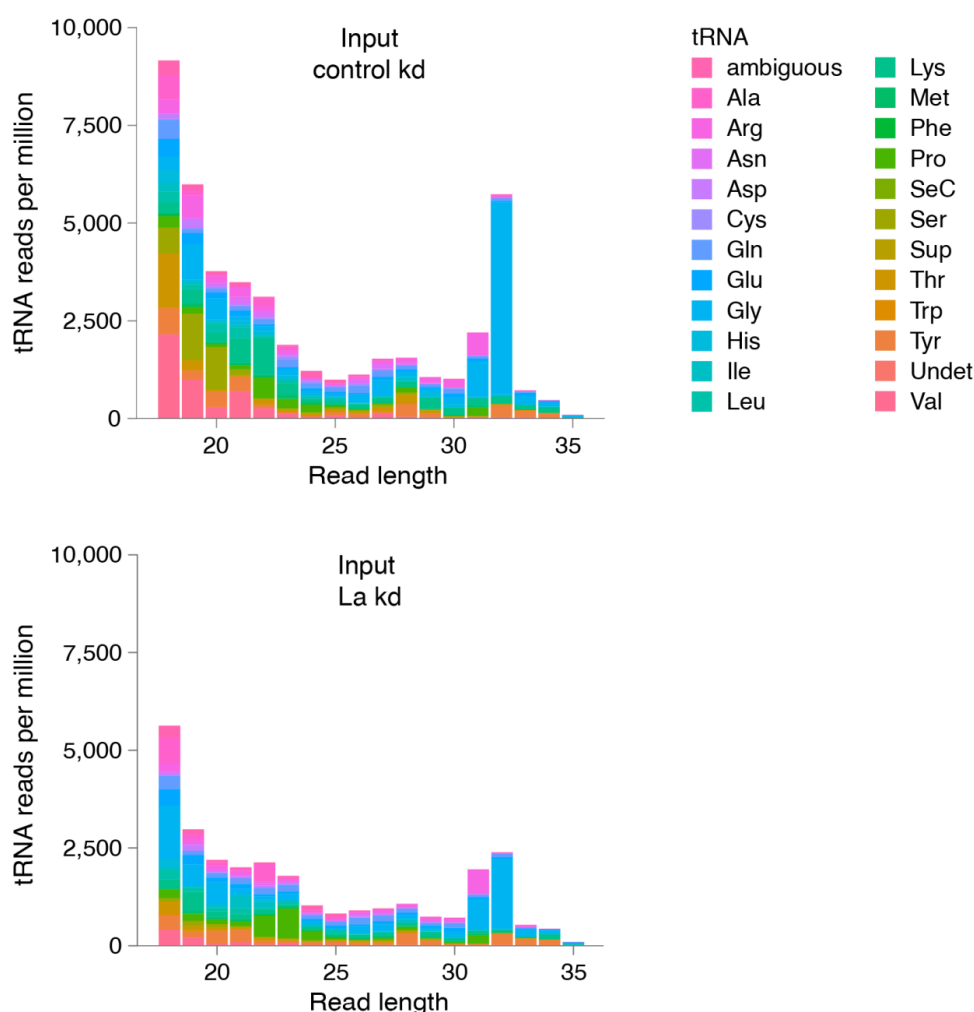 10,000
7,500
5,000
2,500
0
tRNA reads per million
Input
control kd
20
25
30
35
Read length
tRNA
ambiguous
Ala
Arg
Asn
Asp
Cys
Gln
Glu
Gly
His
Ile
Leu
Lys
Met
Phe
Pro
SeC
Ser
Sup
Thr
Trp
Tyr
Undet
Val
10,000
7,500
5,000
2,500
0
tRNA reads per million
Input
La kd
20
25
30
35
Read length